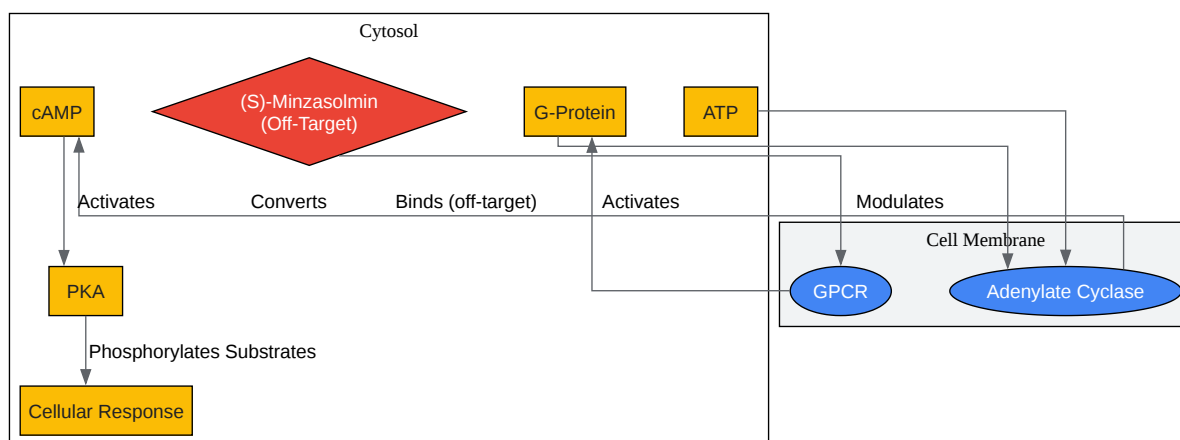 Cytosol
cAMP
(S)-Minzasolmin
(Off-Target)
G-Protein
ATP
Activates
Converts
Binds (off-target)
Activates
Modulates
Cell Membrane
PKA
GPCR
Adenylate Cyclase
Phosphorylates Substrates
Cellular Response